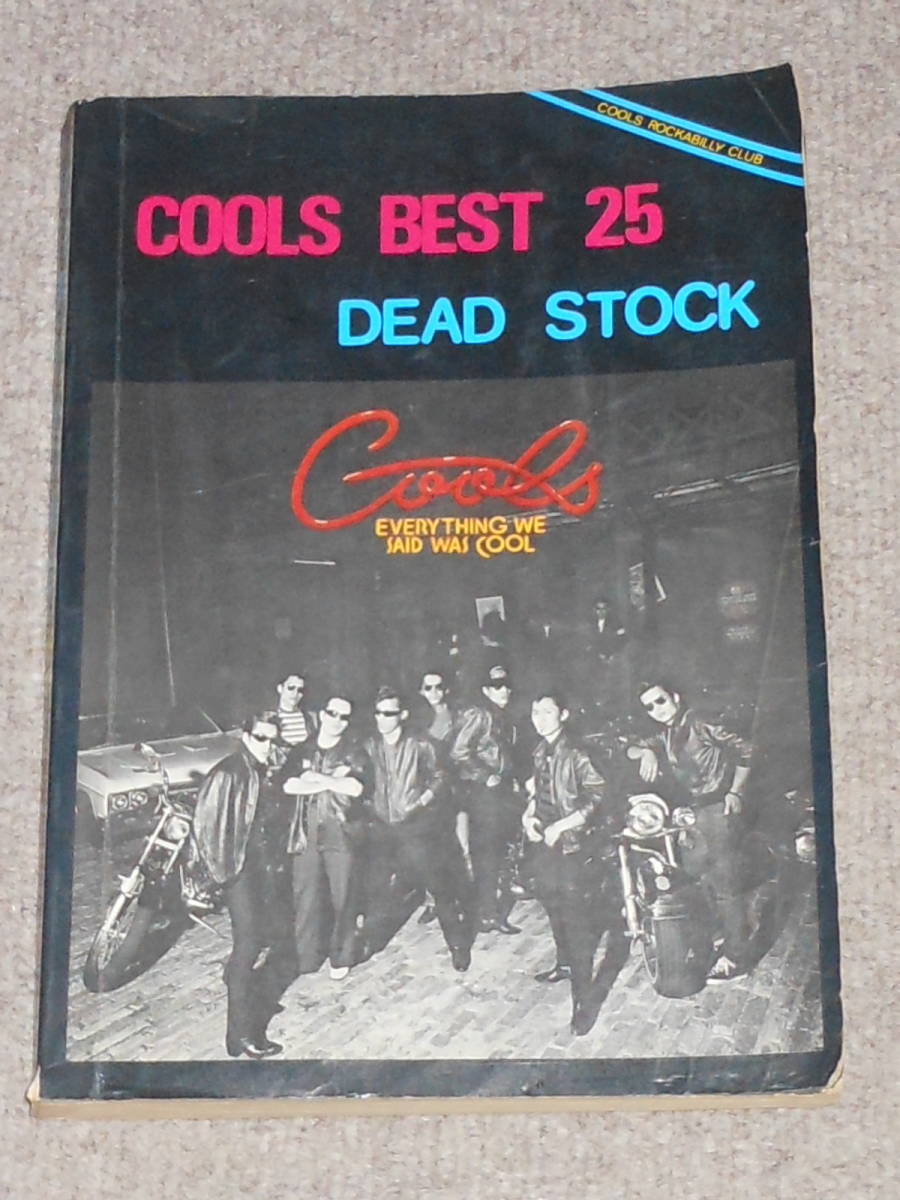 COOLS ROCKABILLY CLUB
COOLS BEST 25
DEAD STOCK
Cools
EVERYTHING WE
SAID WAS COOL